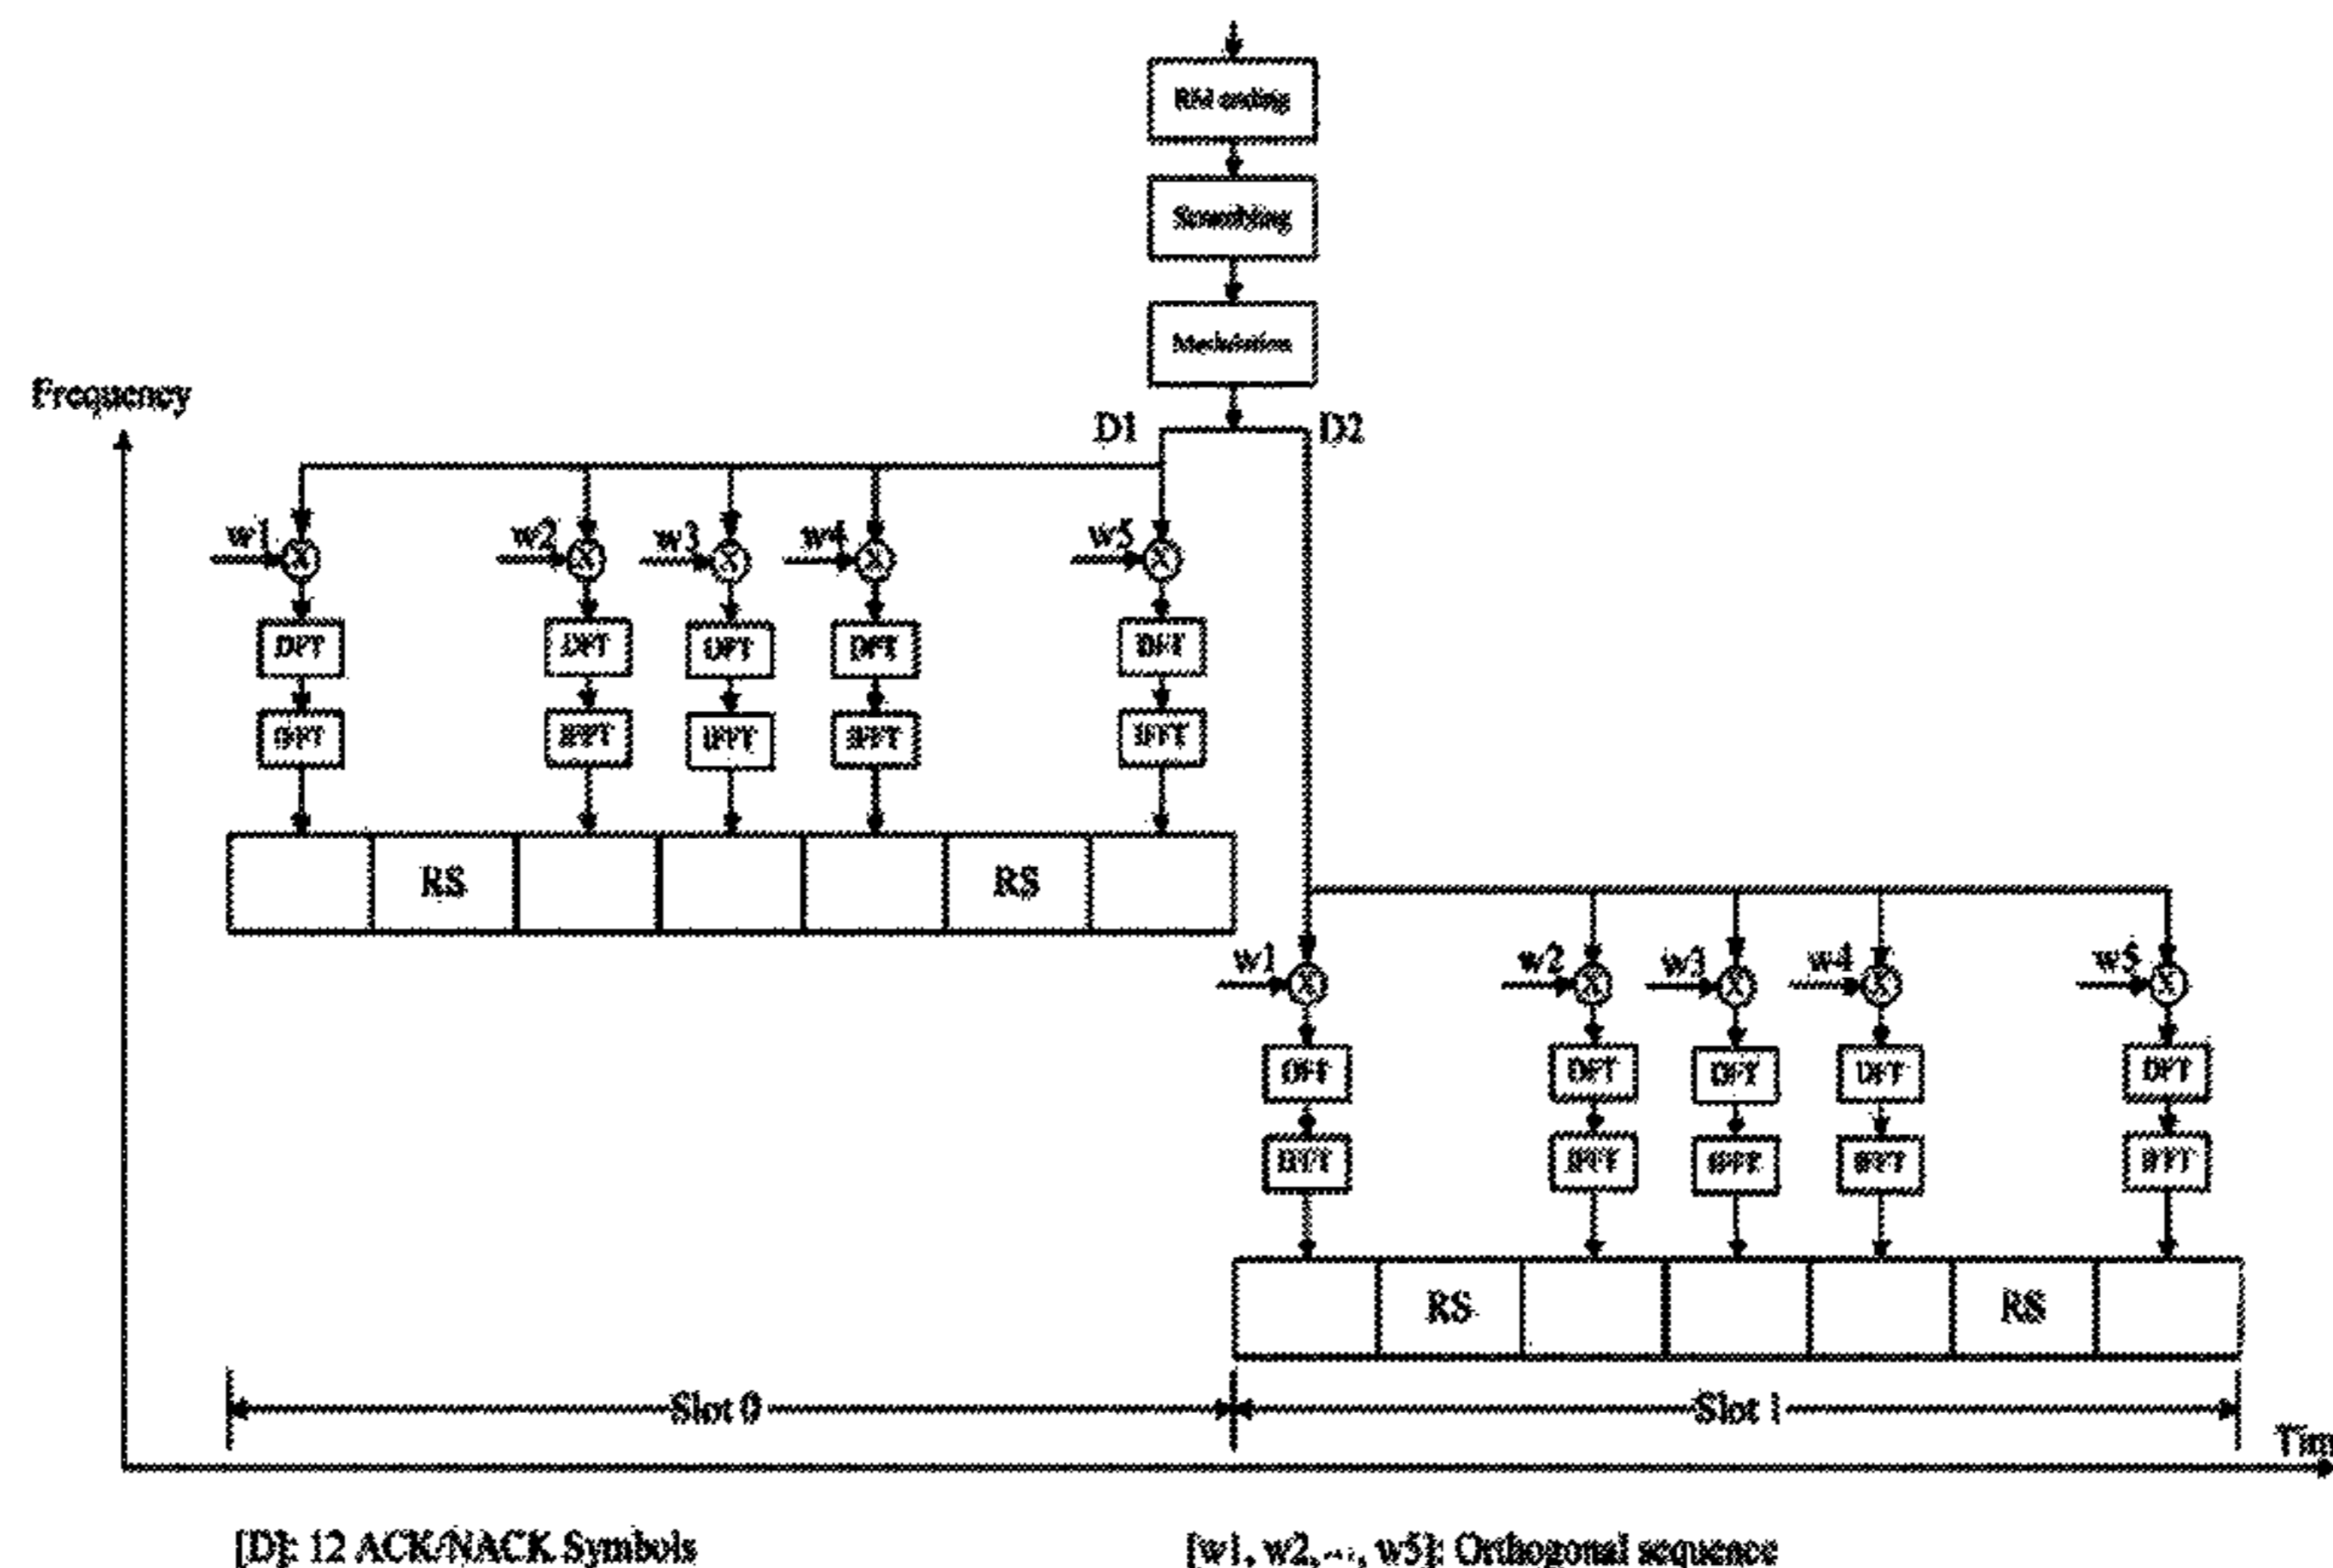 RM coding
Scrambling
Modulation
Frequency
D1
D2
w1
w2
w3
w4
w5
DFT
DFT
DFT
DFT
DFT
IFFT
IFFT
IFFT
IFFT
IFFT
RS
RS
w1
w2
w3
w4
w5
DFT
DFT
DFT
DFT
DFT
IFFT
IFFT
IFFT
IFFT
IFFT
RS
RS
Slot 0
Slot 1
Tim
[D]: 12 ACK/NACK Symbols
[w1, w2, ..., w5]: Orthogonal sequence